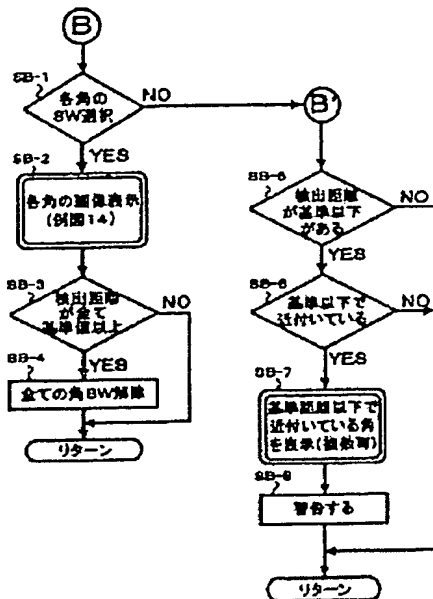 B
SB-1
各角の
SW選択
NO
YES
SB-2
各角の画像表示
(例図14)
SB-3
検出距離
が全て
基準値以上
NO
YES
SB-4
全ての角SW解除
リターン
B'
SB-5
検出距離
が基準以下
がある
NO
YES
SB-6
基準以下で
近付いている
NO
YES
SB-7
基準距離以下で
近付いている角
を表示(複数可)
SB-8
警告する
リターン